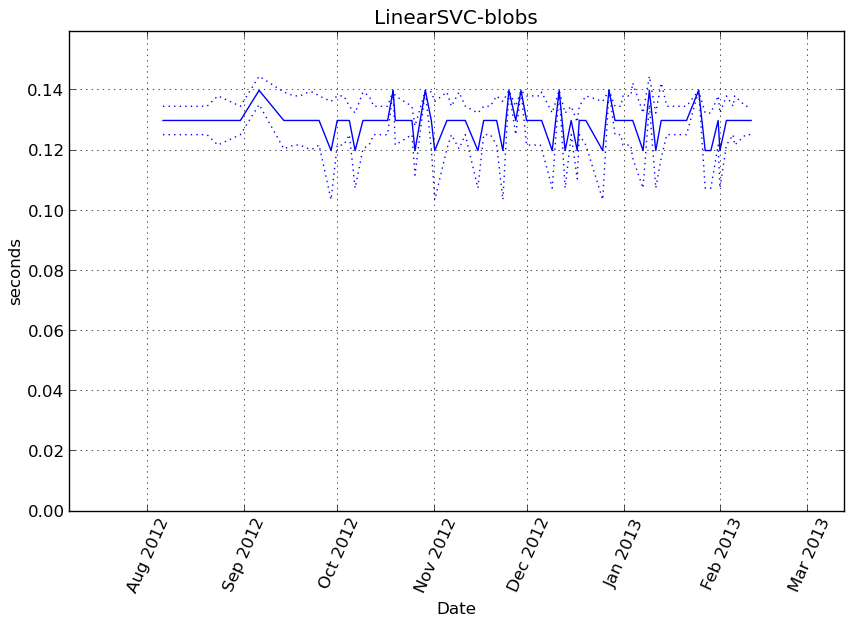 LinearSVC-blobs
0.14
0.12
0.10
0.08
0.06
0.04
0.02
0.00
seconds
Aug 2012
Sep 2012
Oct 2012
Nov 2012
Dec 2012
Jan 2013
Feb 2013
Mar 2013
Date